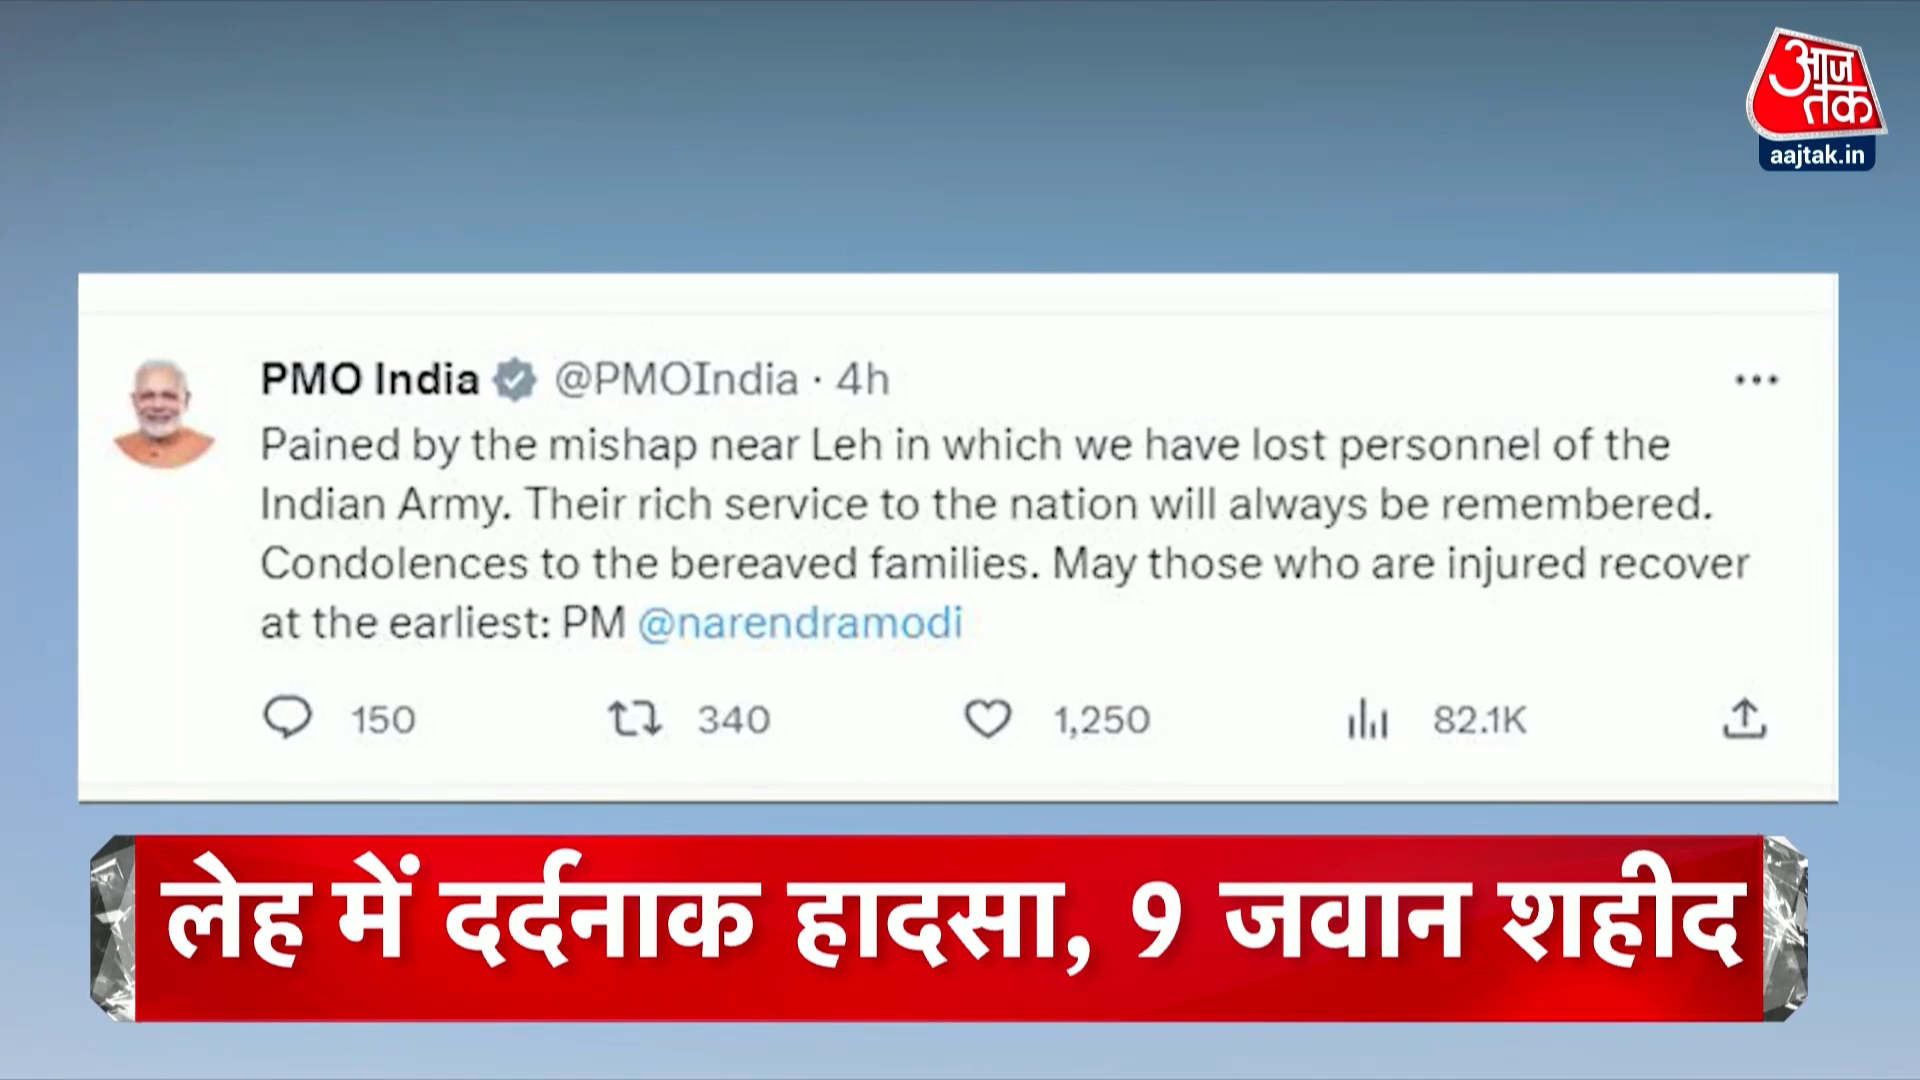 आज
तक
aajtak.in
PMO India @PMOIndia · 4h
Pained by the mishap near Leh in which we have lost personnel of the
Indian Army. Their rich service to the nation will always be remembered.
Condolences to the bereaved families. May those who are injured recover
at the earliest: PM @narendramodi
150 340 1,250 82.1K
लेह में दर्दनाक हादसा, 9 जवान शहीद